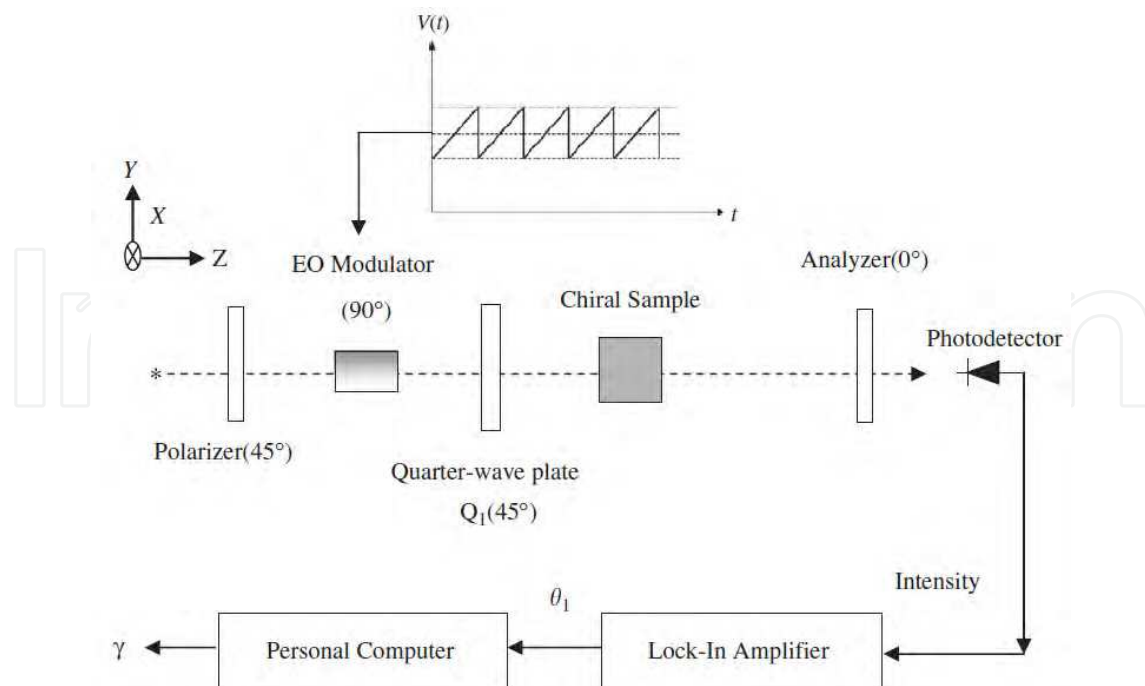 V(t)
t
Y
X
Z
EO Modulator
(90°)
Analyzer(0°)
Chiral Sample
Photodetector
*
Polarizer(45°)
Quarter-wave plate
Q₁(45°)
Intensity
θ₁
γ
Personal Computer
Lock-In Amplifier